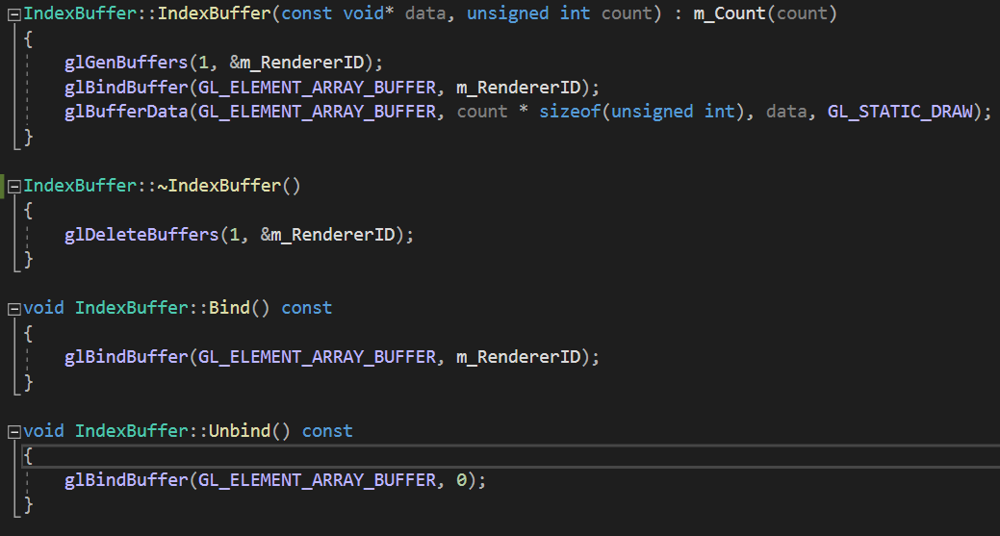 IndexBuffer::IndexBuffer(const void* data, unsigned int count) : m_Count(count)
{
    glGenBuffers(1, &m_RendererID);
    glBindBuffer(GL_ELEMENT_ARRAY_BUFFER, m_RendererID);
    glBufferData(GL_ELEMENT_ARRAY_BUFFER, count * sizeof(unsigned int), data, GL_STATIC_DRAW);
}

IndexBuffer::~IndexBuffer()
{
    glDeleteBuffers(1, &m_RendererID);
}

void IndexBuffer::Bind() const
{
    glBindBuffer(GL_ELEMENT_ARRAY_BUFFER, m_RendererID);
}

void IndexBuffer::Unbind() const
{
    glBindBuffer(GL_ELEMENT_ARRAY_BUFFER, 0);
}